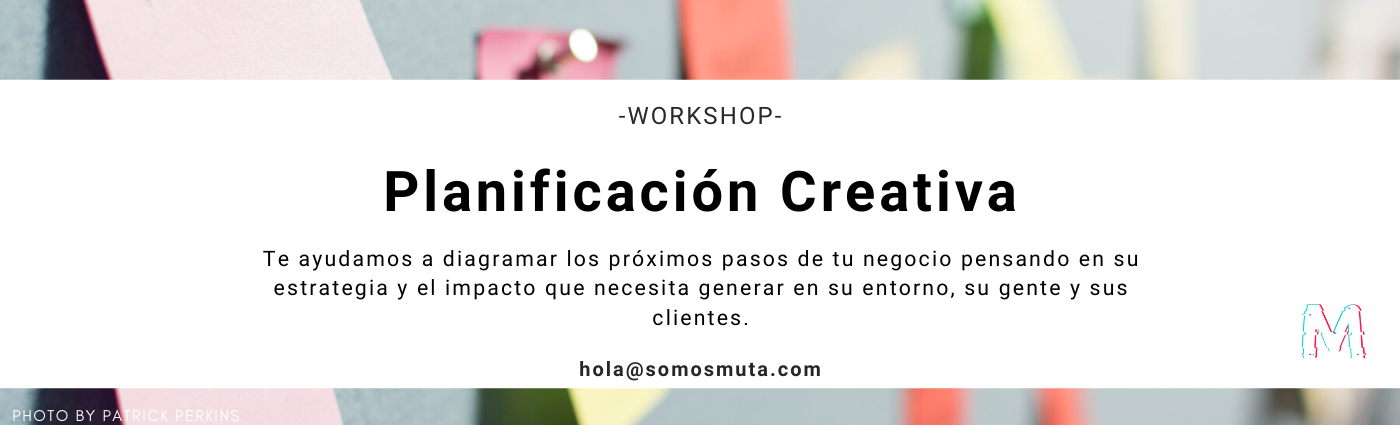 -WORKSHOP-
Planificación Creativa
Te ayudamos a diagramar los próximos pasos de tu negocio pensando en su
estrategia y el impacto que necesita generar en su entorno, su gente y sus
clientes.
hola@somosmuta.com
M
PHOTO BY PATRICK PERKINS